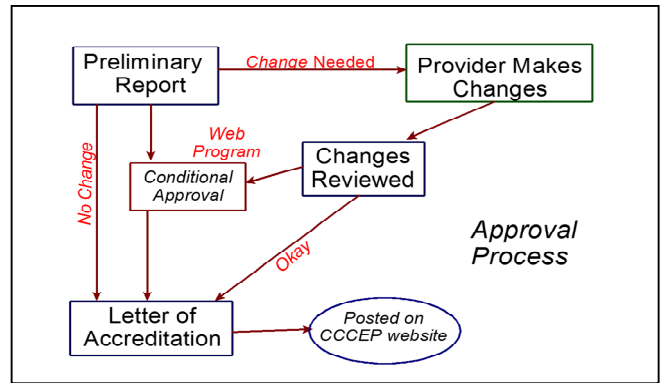 Preliminary
Report
Change Needed
Provider Makes
Changes
No Change
Web
Program
Conditional
Approval
Changes
Reviewed
Okay
Approval
Process
Letter of
Accreditation
Posted on
CCCEP website